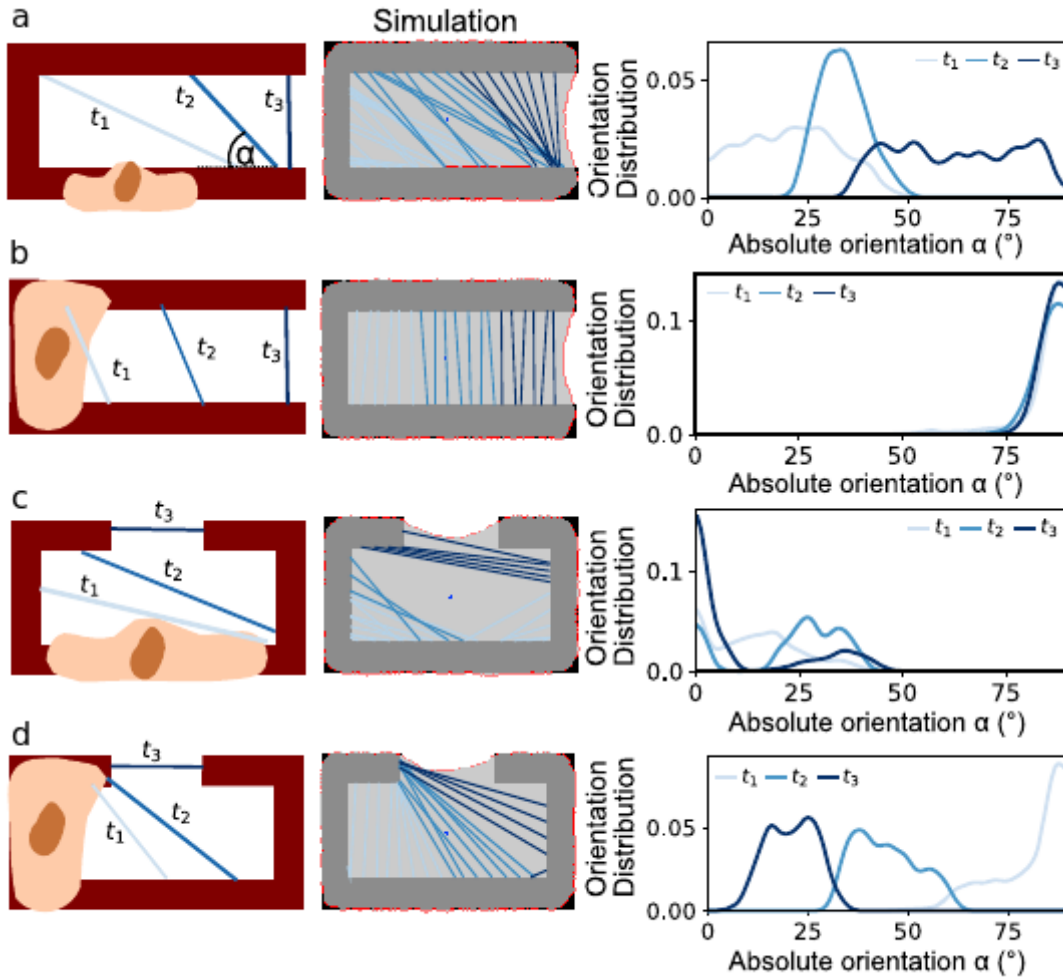 a
Simulation
t1
t2
t3
α
Orientation
Distribution
t1 t2 t3
0.05
0.00
0 25 50 75
Absolute orientation α (°)
b
t1
t2
t3
Orientation
Distribution
t1 t2 t3
0.1
0.0
0 25 50 75
Absolute orientation α (°)
c
t3
t2
t1
Orientation
Distribution
t1 t2 t3
0.1
0.0
0 25 50 75
Absolute orientation α (°)
d
t3
t2
t1
Orientation
Distribution
t1 t2 t3
0.05
0.00
0 25 50 75
Absolute orientation α (°)